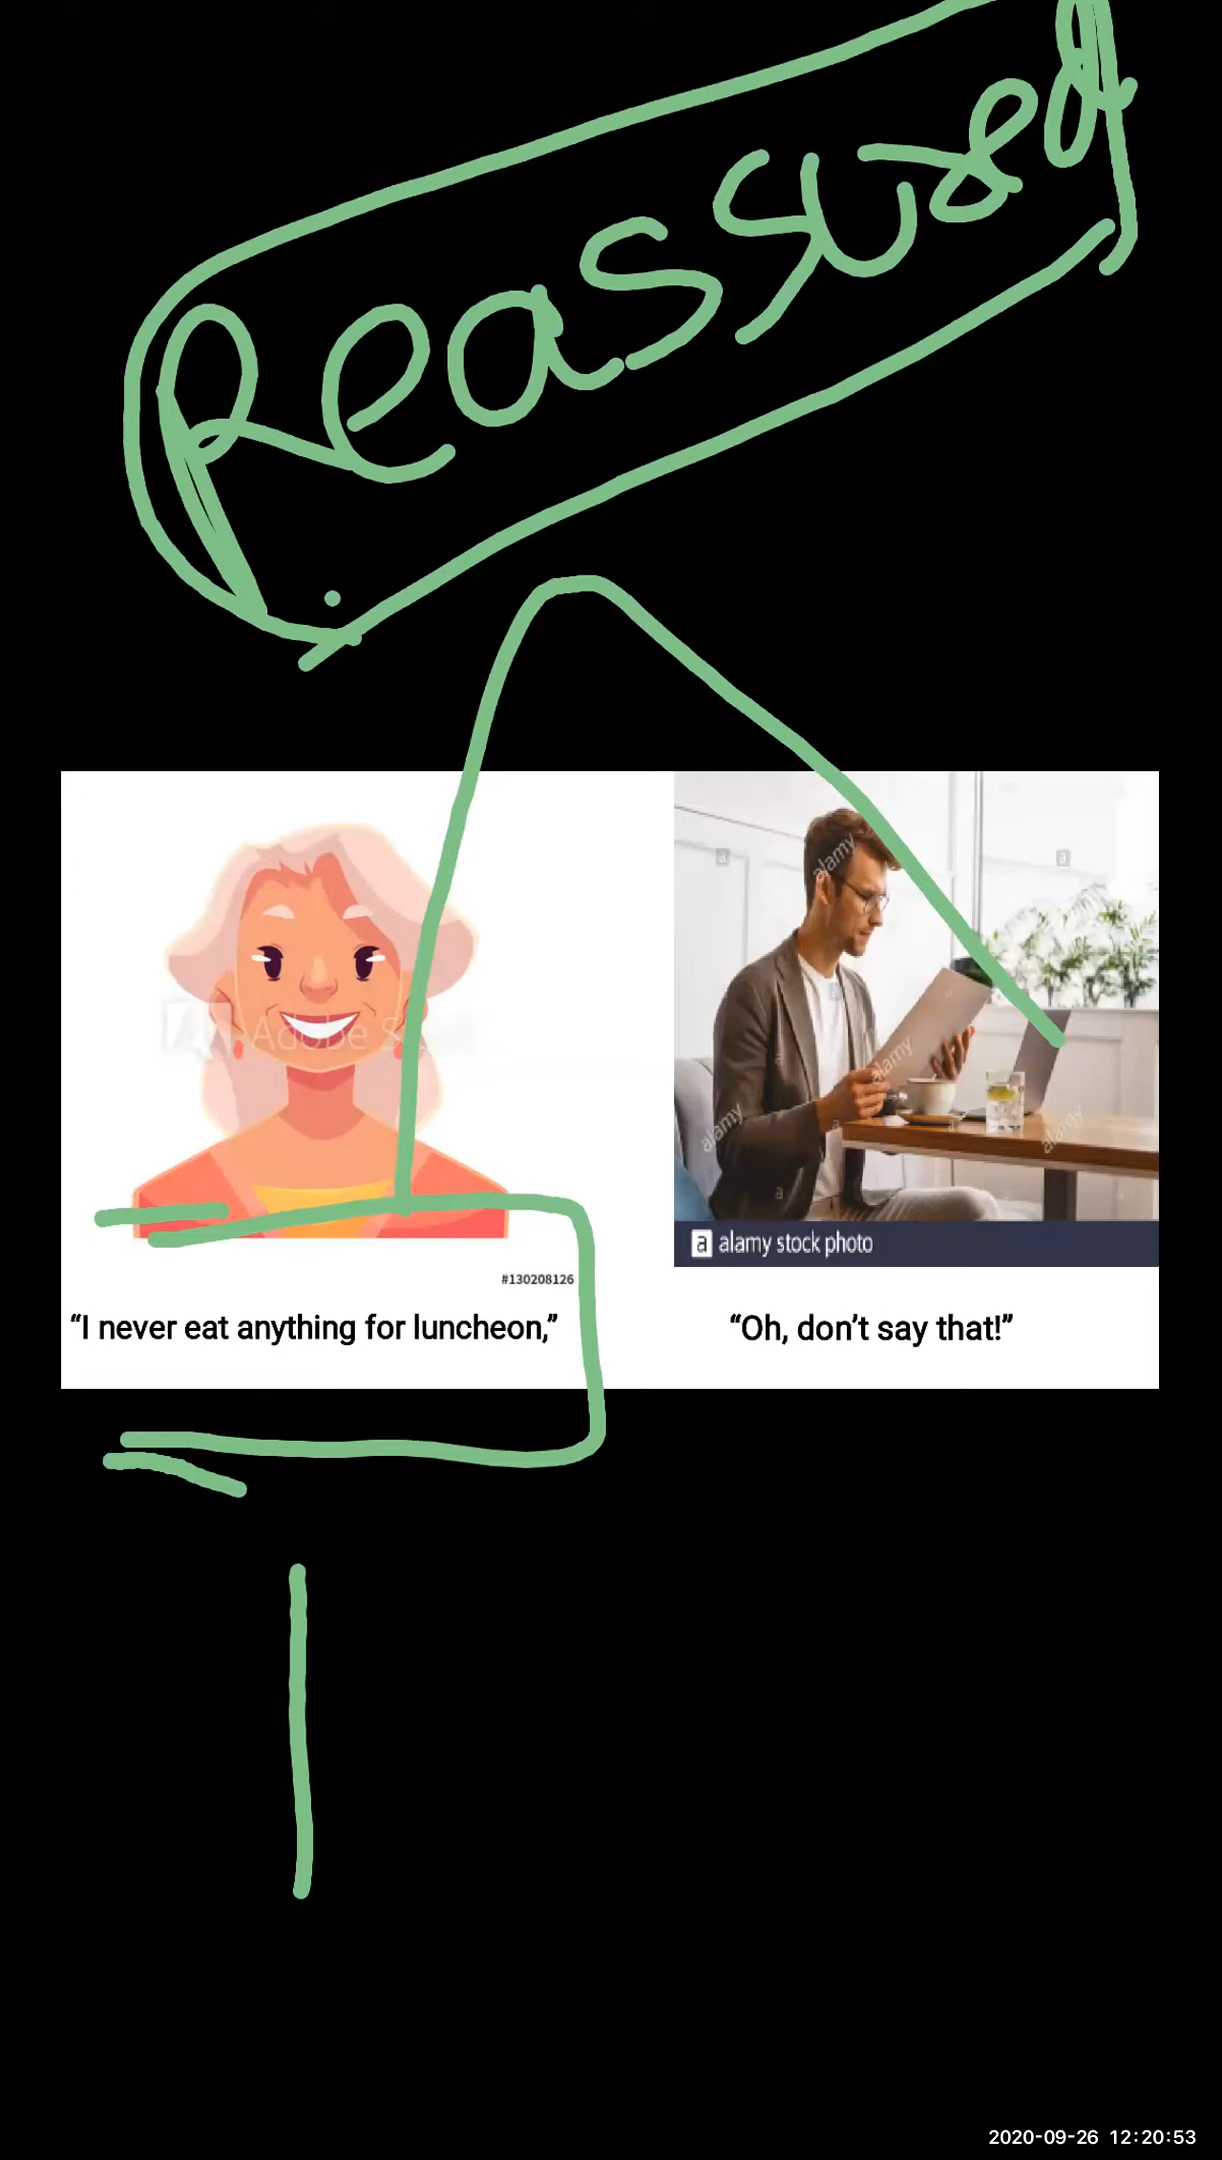 Reassured
Adobe S
alamy
a
a
a
a
alamy
alamy
alamy
a
a
a alamy stock photo
#130208126
“I never eat anything for luncheon,”
“Oh, don’t say that!”
2020-09-26 12:20:53